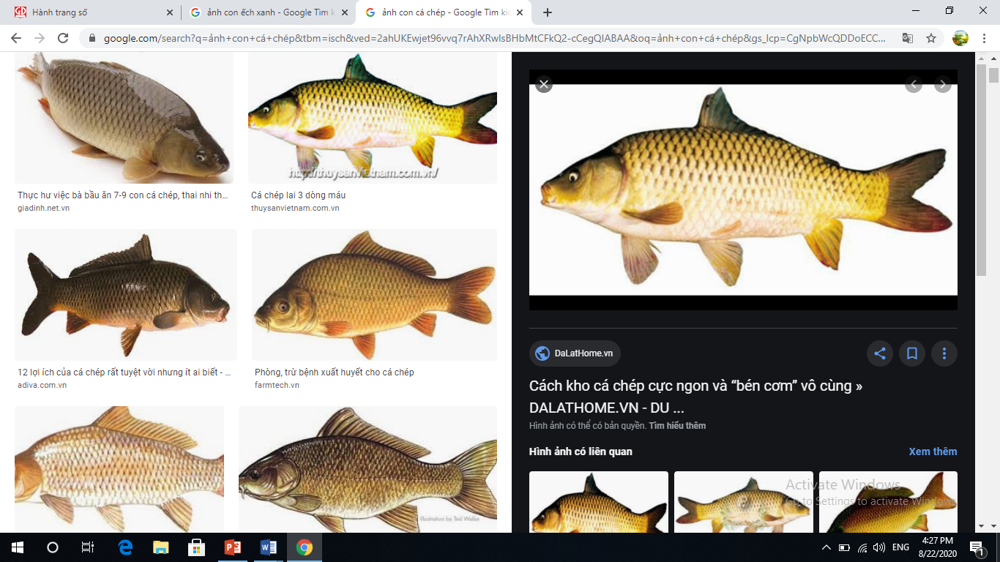 Hành trang số
ảnh con ếch xanh - Google Tìm k
ảnh con cá chép - Google Tìm kiế
google.com/search?q=ảnh+con+cá+chép&tbm=isch&ved=2ahUKEwjet96vvq7rAhXRwIsBHbMtCFkQ2-cCegQIABAA&oq=ảnh+con+cá+chép&gs_lcp=CgNpbWcQDDoECC...
http://thuysanvietnam.com.vn/
Thực hư việc bà bầu ăn 7-9 con cá chép, thai nhi th...
giadinh.net.vn
Cá chép lai 3 dòng máu
thuysanvietnam.com.vn
12 lợi ích của cá chép rất tuyệt vời nhưng ít ai biết - ...
adiva.com.vn
Phòng, trừ bệnh xuất huyết cho cá chép
farmtech.vn
Illustration by Ted Walke
DaLatHome.vn
Cách kho cá chép cực ngon và “bén cơm” vô cùng »
DALATHOME.VN - DU ...
Hình ảnh có thể có bản quyền. Tìm hiểu thêm
Hình ảnh có liên quan
Xem thêm
Activate Windows
Go to Settings to activate Windows.
ENG
4:27 PM
8/22/2020
1